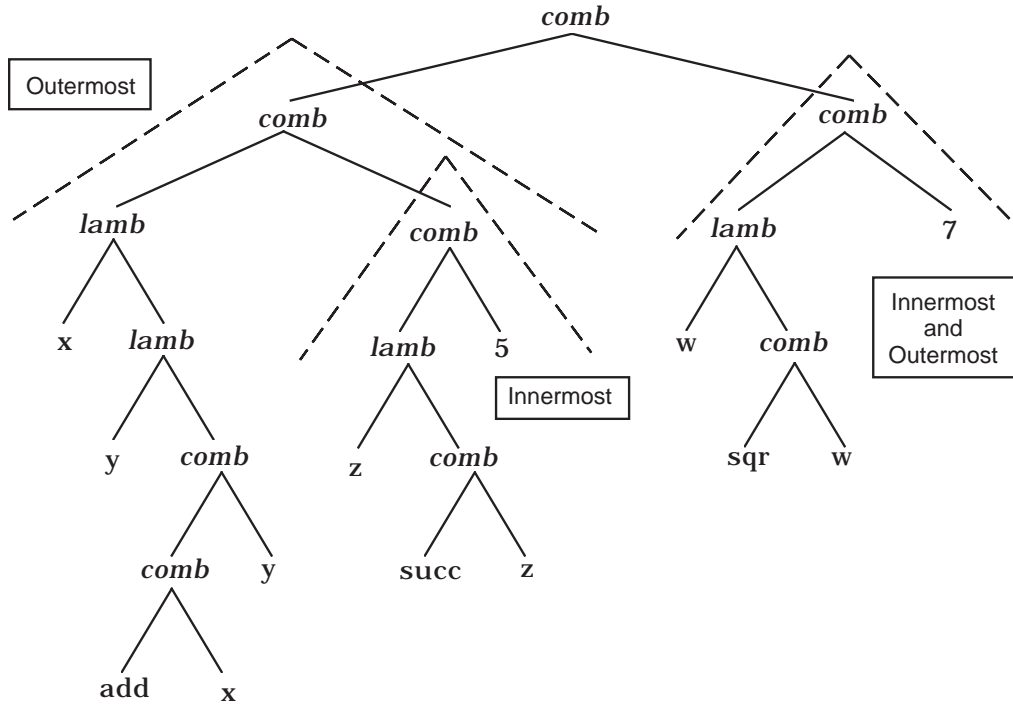 comb
Outermost
comb
comb
lamb
comb
lamb
7
x
lamb
lamb
5
w
comb
Innermost
and
Outermost
Innermost
y
comb
z
comb
sqr
w
comb
y
succ
z
add
x